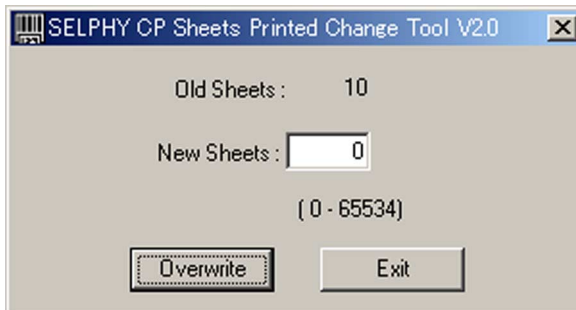 SELPHY CP Sheets Printed Change Tool V2.0
Old Sheets : 10
New Sheets : 0
( 0 - 65534)
Overwrite Exit